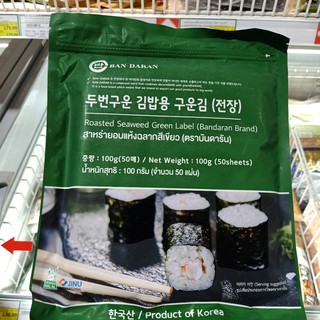 BAN DARAN
두번구운 김밥용 구운김 (전장)
Roasted Seaweed Green Label (Bandaran Brand)
สาหร่ายอบแห้งฉลากสีเขียว (ตราบันดารัน)
중량 : 100g(50매) / Net Weight : 100g (50sheets)
น้ำหนักสุทธิ : 100 กรัม (จำนวน 50 แผ่น)
(Serving suggestion)
JINU
한국산 / Product of Korea